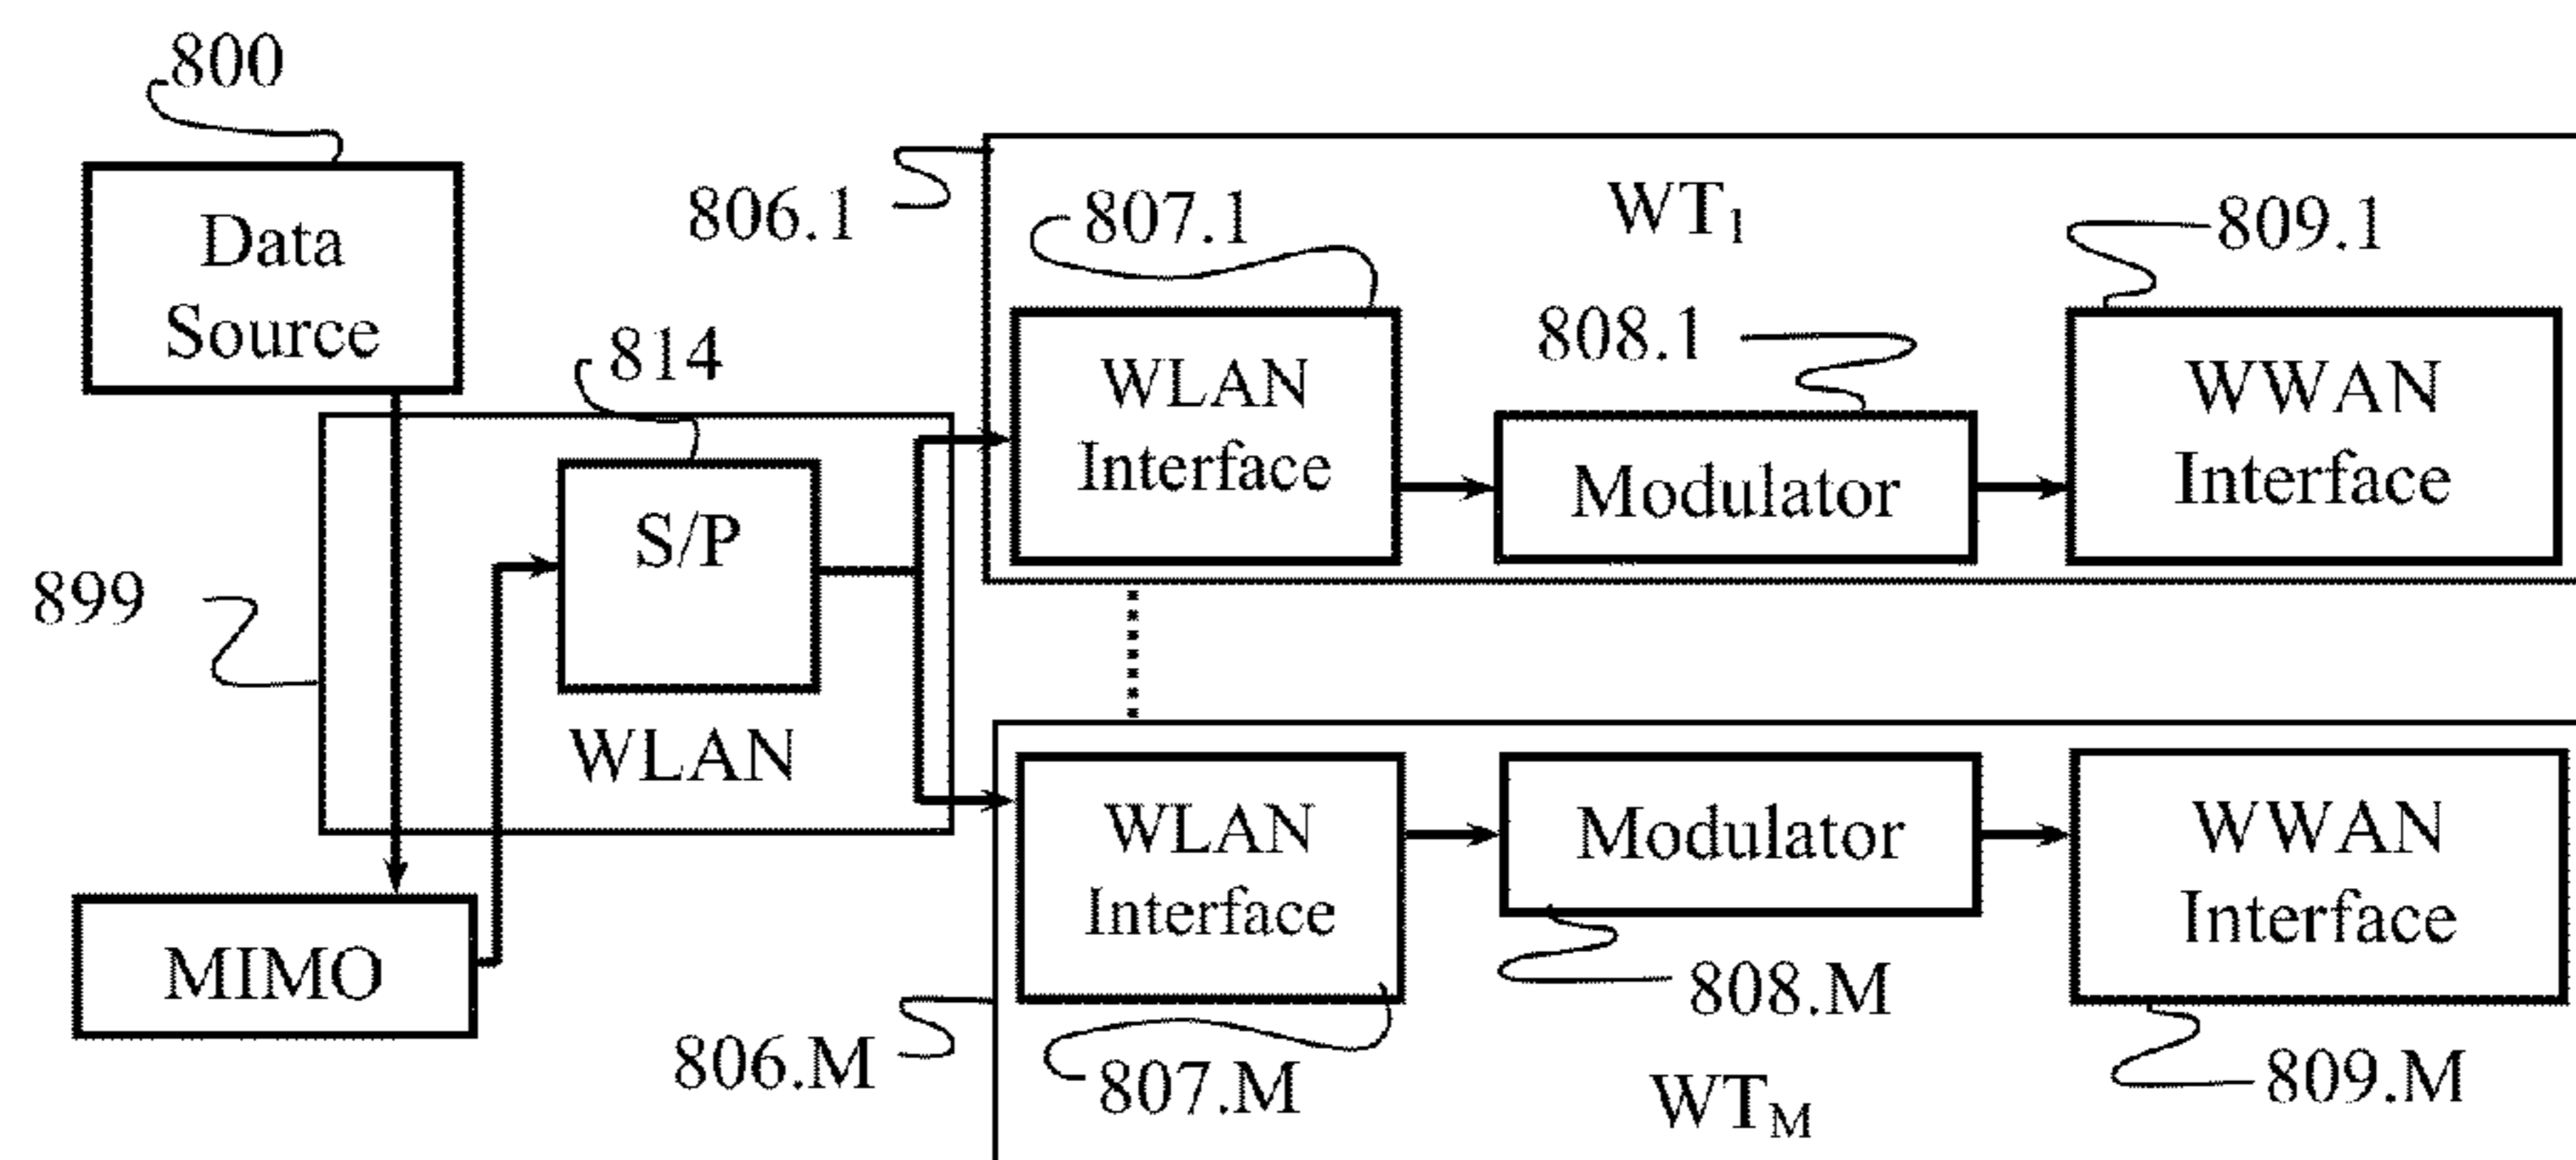 800
Data
Source
814
S/P
WLAN
899
MIMO
806.1
WT1
807.1
WLAN
Interface
808.1
Modulator
809.1
WWAN
Interface
806.M
WLAN
Interface
807.M
Modulator
808.M
WTM
WWAN
Interface
809.M